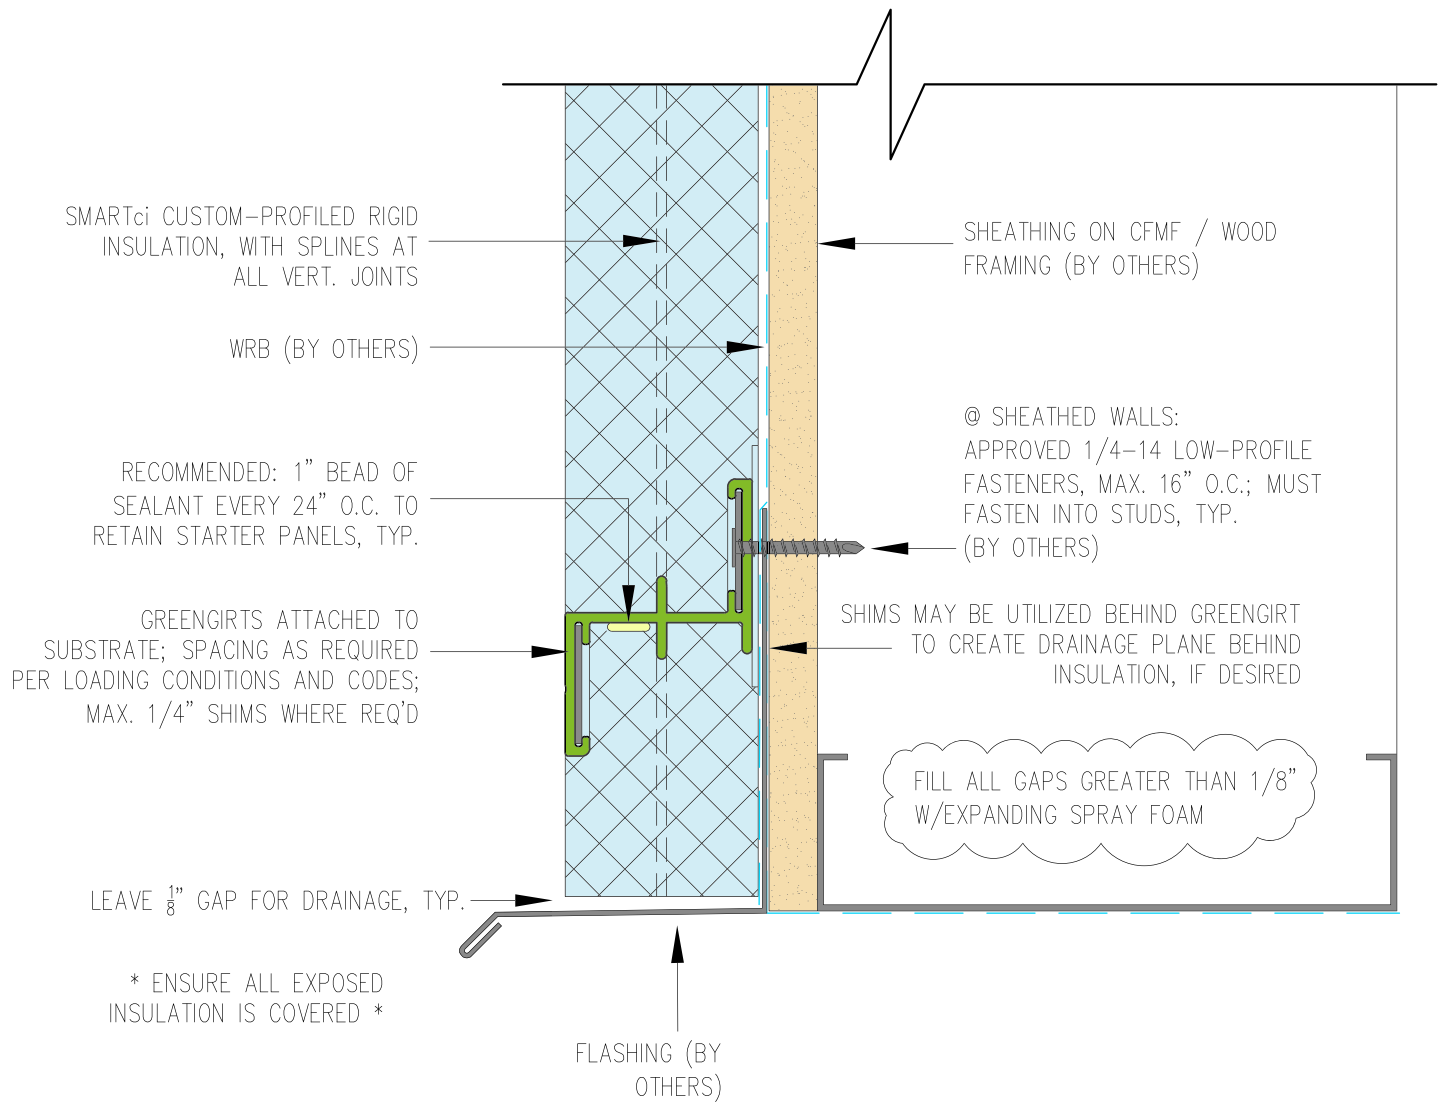 SMARTci CUSTOM-PROFILED RIGID
INSULATION, WITH SPLINES AT
ALL VERT. JOINTS
WRB (BY OTHERS)
RECOMMENDED: 1" BEAD OF
SEALANT EVERY 24" O.C. TO
RETAIN STARTER PANELS, TYP.
GREENGIRTS ATTACHED TO
SUBSTRATE; SPACING AS REQUIRED
PER LOADING CONDITIONS AND CODES;
MAX. 1/4" SHIMS WHERE REQ'D
LEAVE 1/8" GAP FOR DRAINAGE, TYP.
* ENSURE ALL EXPOSED
INSULATION IS COVERED *
FLASHING (BY
OTHERS)
SHEATHING ON CFMF / WOOD
FRAMING (BY OTHERS)
@ SHEATHED WALLS:
APPROVED 1/4-14 LOW-PROFILE
FASTENERS, MAX. 16" O.C.; MUST
FASTEN INTO STUDS, TYP.
(BY OTHERS)
SHIMS MAY BE UTILIZED BEHIND GREENGIRT
TO CREATE DRAINAGE PLANE BEHIND
INSULATION, IF DESIRED
FILL ALL GAPS GREATER THAN 1/8"
W/EXPANDING SPRAY FOAM